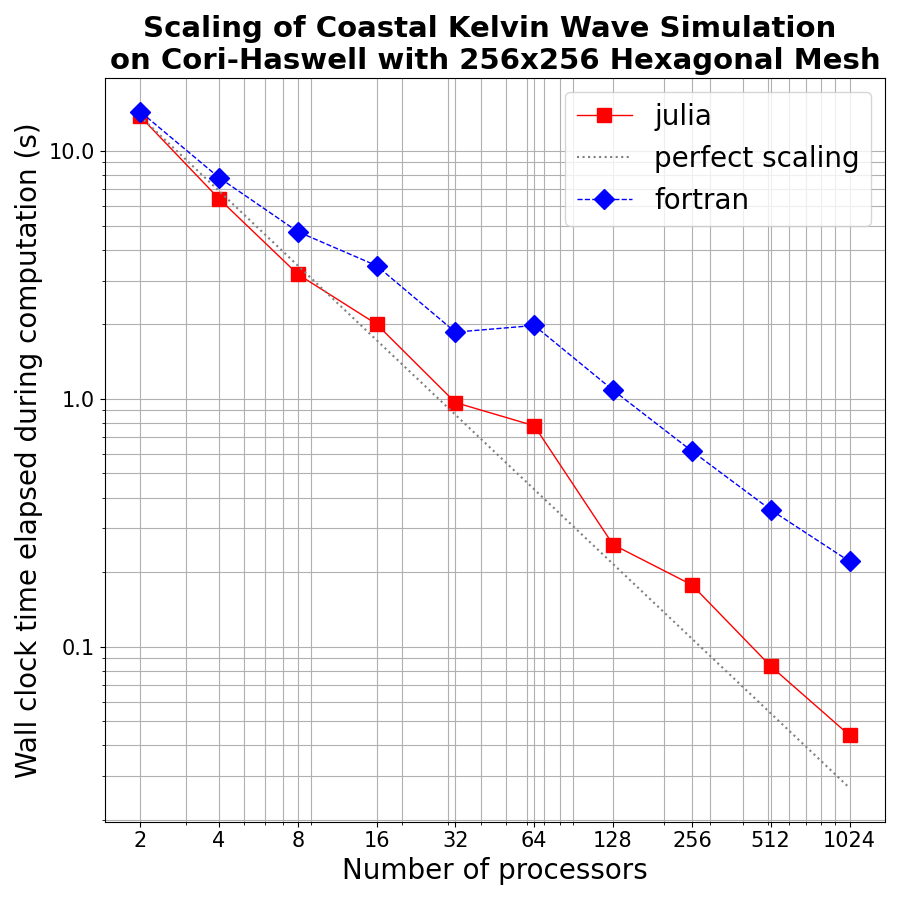 Scaling of Coastal Kelvin Wave Simulation
on Cori-Haswell with 256x256 Hexagonal Mesh
julia
perfect scaling
fortran
Wall clock time elapsed during computation (s)
10.0
1.0
0.1
2 4 8 16 32 64 128 256 512 1024
Number of processors